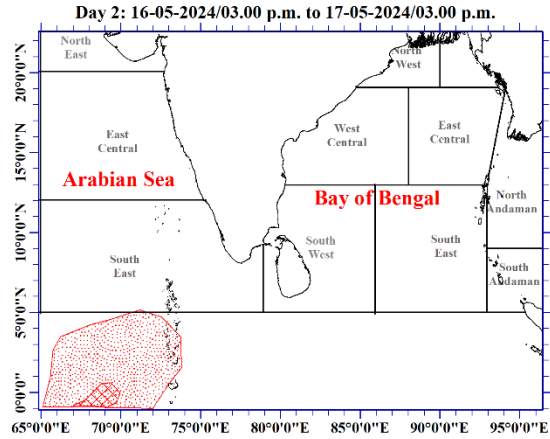 Day 2: 16-05-2024/03.00 p.m. to 17-05-2024/03.00 p.m.
North
East
North
West
20°0'0"N
East
Central
West
Central
East
Central
15°0'0"N
Arabian Sea
Bay of Bengal
North
Andaman
10°0'0"N
South
East
South
West
South
East
South
Andaman
5°0'0"N
0°0'0"
65°0'0"E 70°0'0"E 75°0'0"E 80°0'0"E 85°0'0"E 90°0'0"E 95°0'0"E